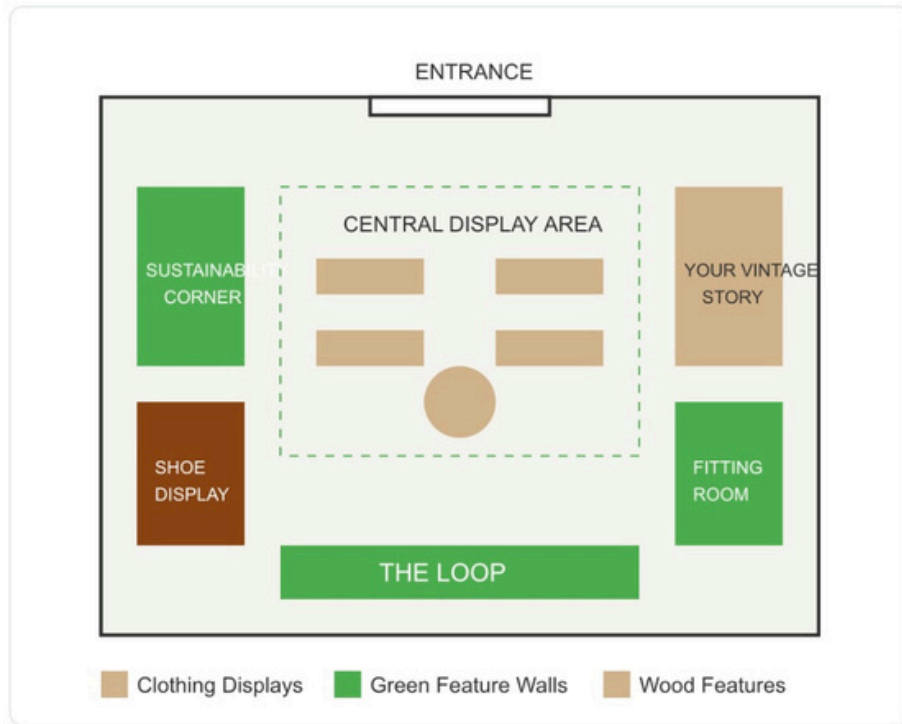 ENTRANCE
CENTRAL DISPLAY AREA
SUSTAINABILITY
CORNER
YOUR VINTAGE
STORY
SHOE
DISPLAY
FITTING
ROOM
THE LOOP
Clothing Displays
Green Feature Walls
Wood Features